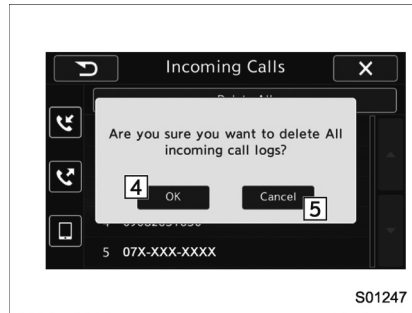 Incoming Calls
Are you sure you want to delete All
incoming call logs?
4
OK
Cancel
5
5 07X-XXX-XXXX
S01247